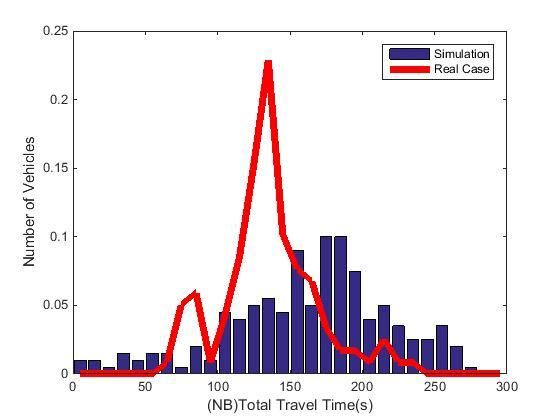 0.25
0.2
0.15
0.1
0.05
0
Number of Vehicles
Simulation
Real Case
0 50 100 150 200 250 300
(NB)Total Travel Time(s)